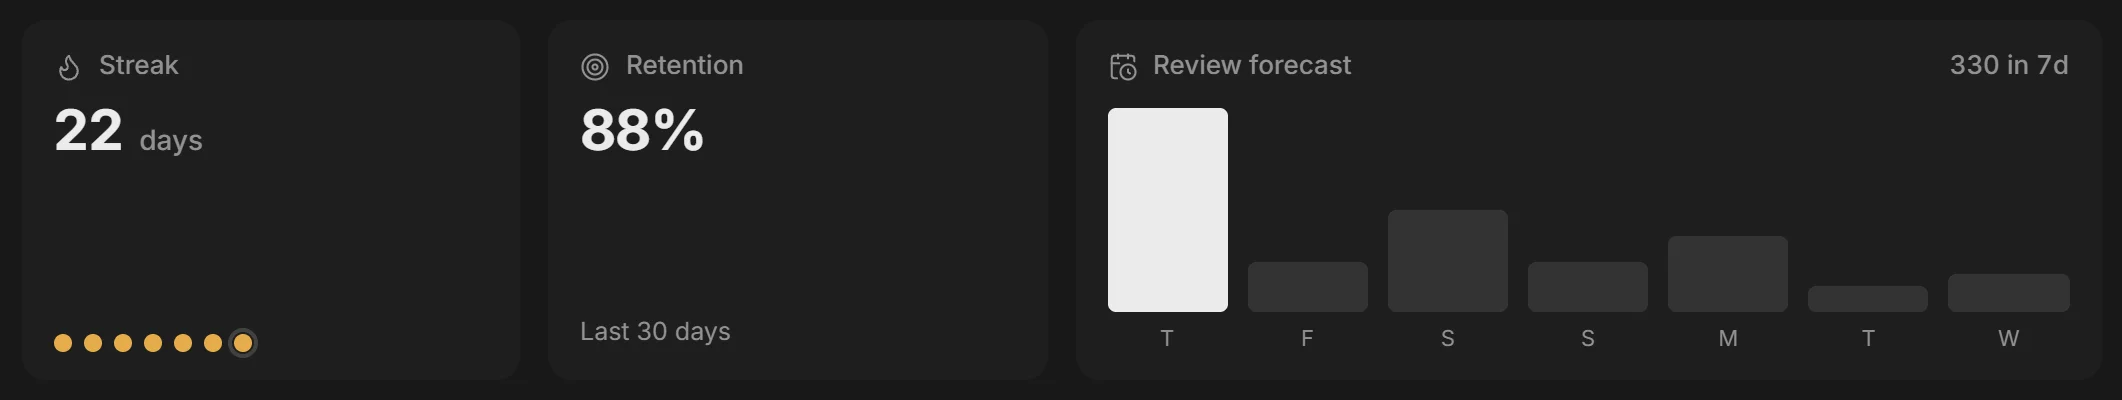 Streak
22 days
Retention
88%
Last 30 days
Review forecast
330 in 7d
T F S S M T W